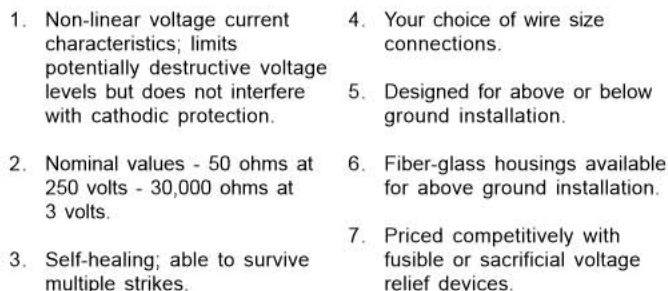 1. Non-linear voltage current
characteristics; limits
potentially destructive voltage
levels but does not interfere
with cathodic protection.
2. Nominal values - 50 ohms at
250 volts - 30,000 ohms at
3 volts.
3. Self-healing; able to survive
multiple strikes.
4. Your choice of wire size
connections.
5. Designed for above or below
ground installation.
6. Fiber-glass housings available
for above ground installation.
7. Priced competitively with
fusible or sacrificial voltage
relief devices.